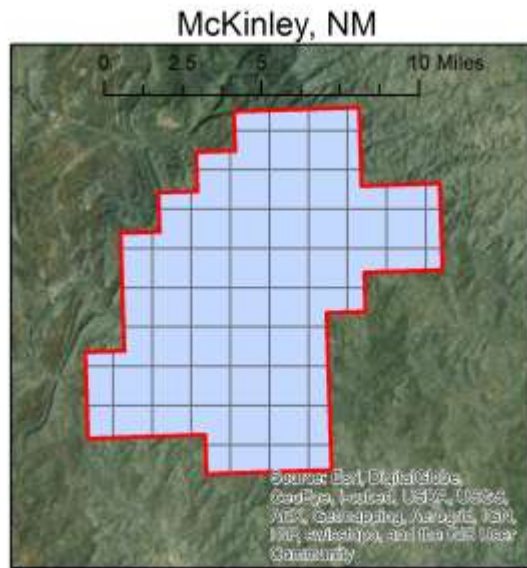 McKinley, NM
0 2.5 5 10 Miles
Source: Esri, DigitalGlobe,
GeoEye, i-cubed, USDA, USGS,
AEX, Getmapping, Aerogrid, IGN,
IGP, swisstopo, and the GIS User
Community